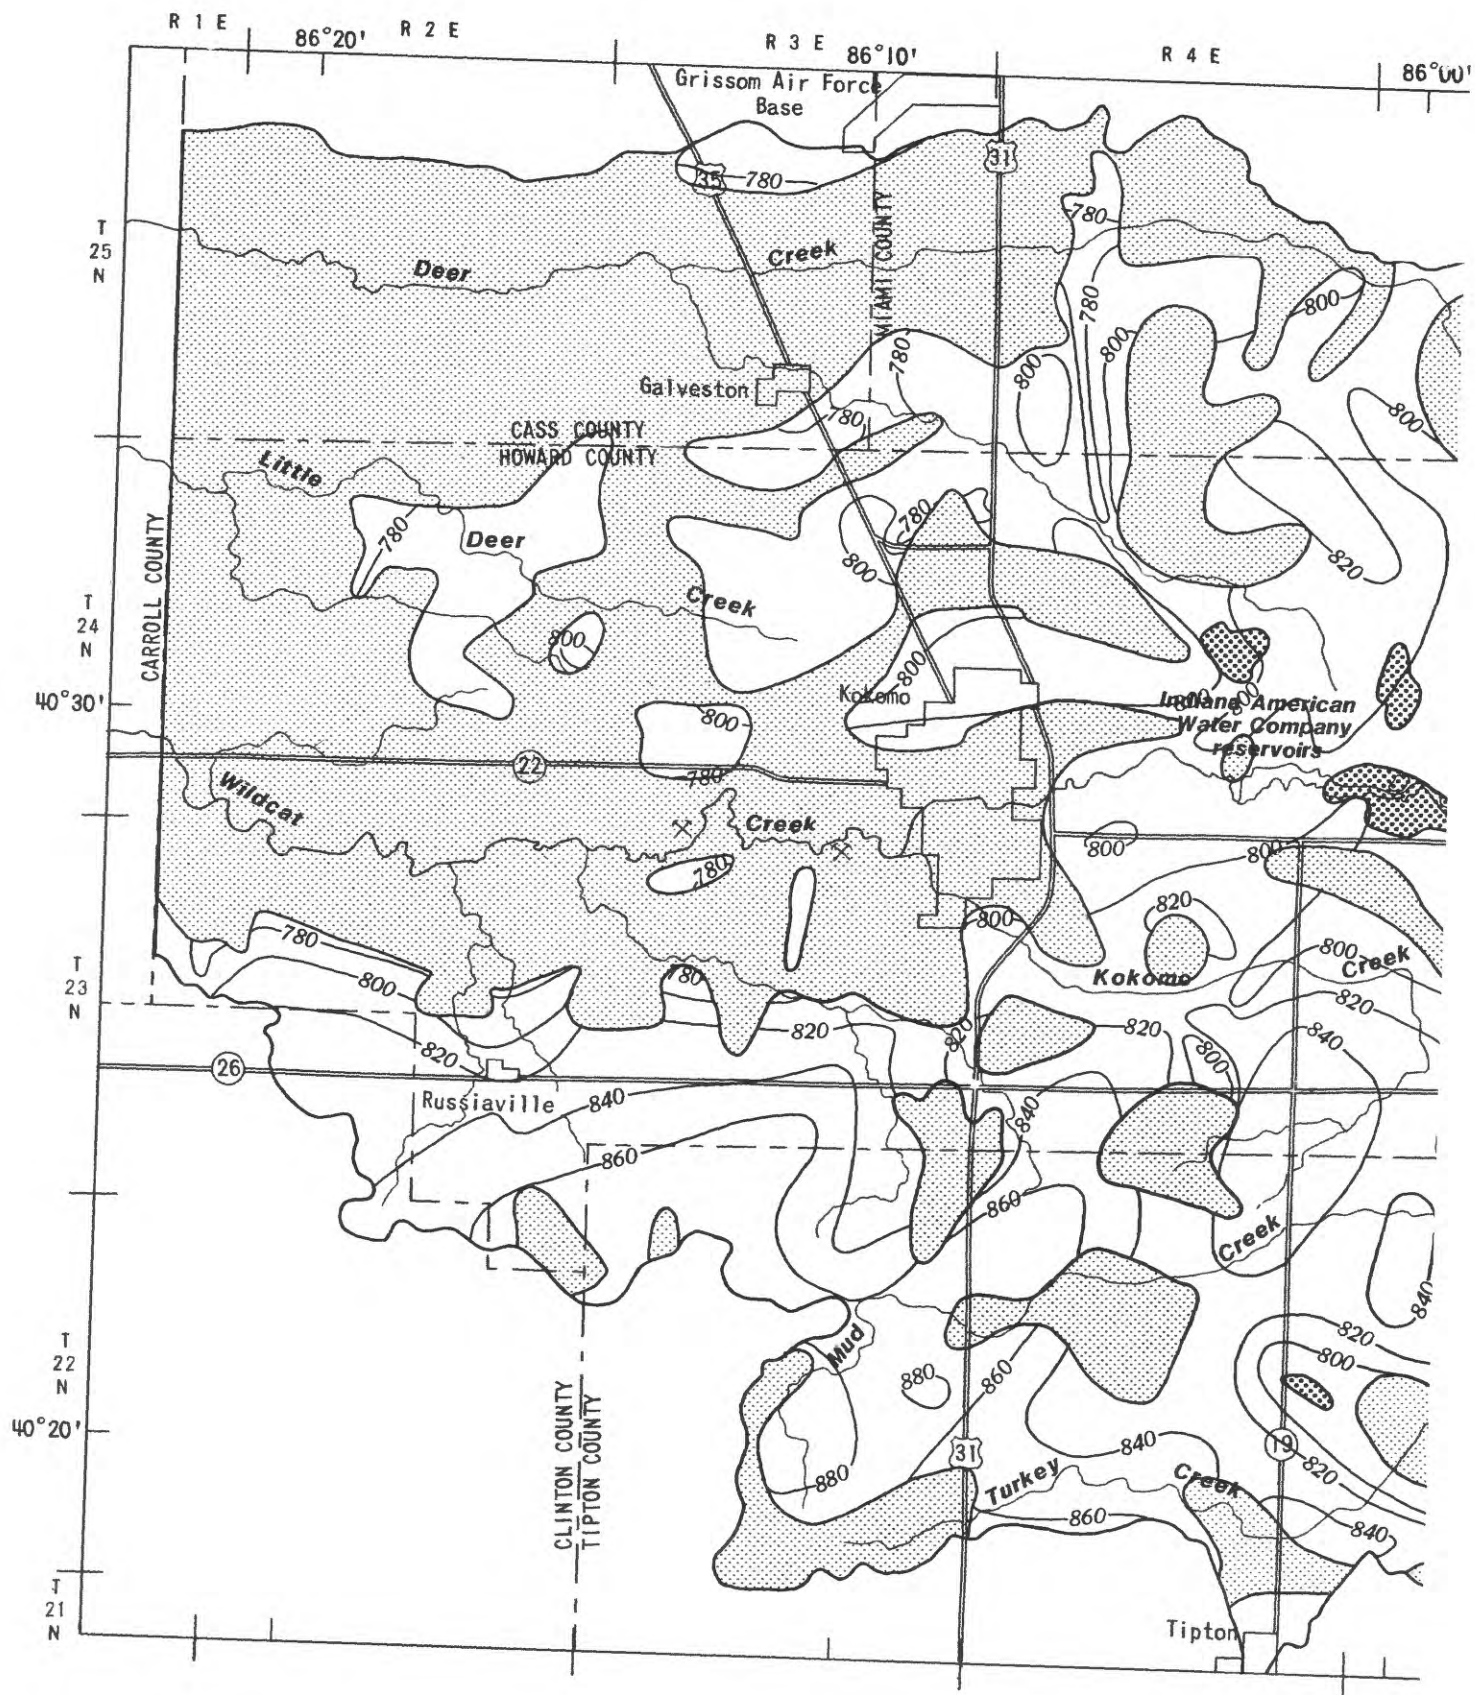 R 1 E
86°20'
R 2 E
R 3 E
86°10'
R 4 E
86°00'
Grissom Air Force
Base
31
35
780
780
T
25
N
Deer
Creek
MIAMI COUNTY
780
800
800
780
800
Galveston
780
800
780
CASS COUNTY
HOWARD COUNTY
Little
780
Deer
780
800
820
CARROLL COUNTY
T
24
N
Creek
800
800
Kokomo
40°30'
800
800
800
Indiana American
Water Company
reservoirs
22
780
Wildcat
Creek
800
800
780
820
800
780
800
Creek
T
23
N
780
Kokomo
800
820
820
820
820
820
840
800
26
Russiaville
840
840
860
860
Creek
840
T
22
N
Mud
880
860
820
800
40°20'
CLINTON COUNTY
TIPTON COUNTY
31
840
19
820
880
Turkey
Creek
860
840
T
21
N
Tipton